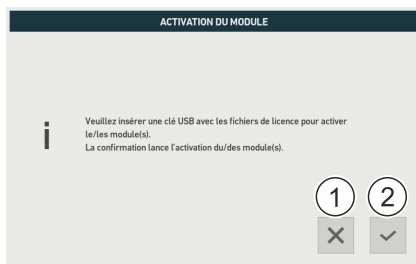 ACTIVATION DU MODULE
Veuillez insérer une clé USB avec les fichiers de licence pour activer
le/les module(s).
La confirmation lance l'activation du/des module(s).
1 2